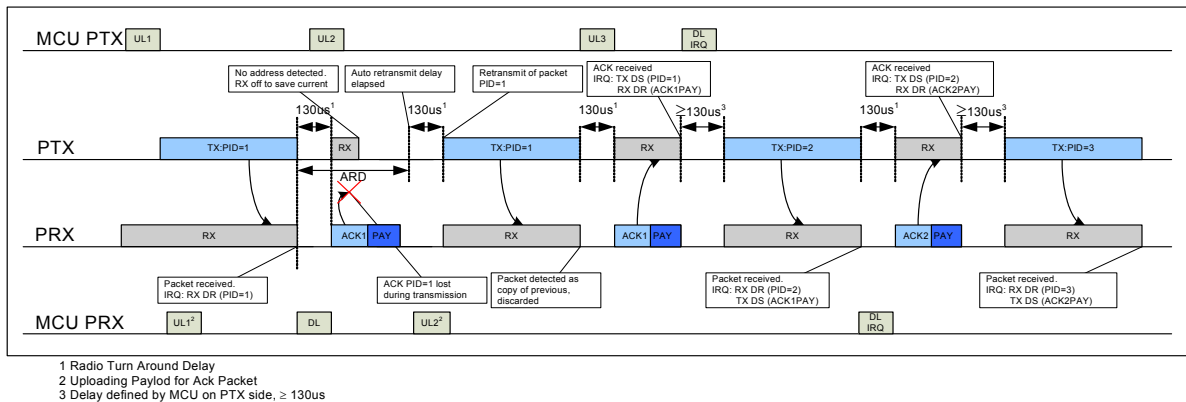 MCU PTX
UL1
UL2
UL3
DL
IRQ
No address detected.
RX off to save current
Auto retransmit delay
elapsed
Retransmit of packet
PID=1
ACK received
IRQ: TX DS (PID=1)
RX DR (ACK1PAY)
ACK received
IRQ: TX DS (PID=2)
RX DR (ACK2PAY)
130us1
130us1
130us1
≥130us3
130us1
≥130us3
PTX
TX:PID=1
RX
TX:PID=1
RX
TX:PID=2
RX
TX:PID=3
ARD
PRX
RX
ACK1
PAY
RX
ACK1
PAY
RX
ACK2
PAY
RX
Packet received.
IRQ: RX DR (PID=1)
ACK PID=1 lost
during transmission
Packet detected as
copy of previous,
discarded
Packet received.
IRQ: RX DR (PID=2)
TX DS (ACK1PAY)
Packet received.
IRQ: RX DR (PID=3)
TX DS (ACK2PAY)
MCU PRX
UL12
DL
UL22
DL
IRQ
1 Radio Turn Around Delay
2 Uploading Paylod for Ack Packet
3 Delay defined by MCU on PTX side, ≥ 130us